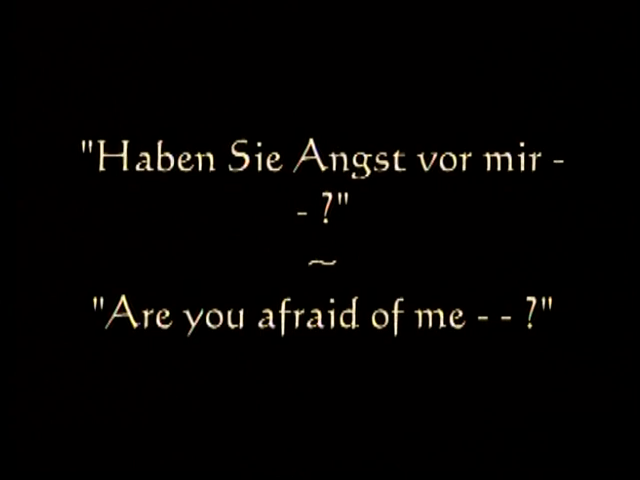 "Haben Sie Angst vor mir -
- ?"
~
"Are you afraid of me - - ?"